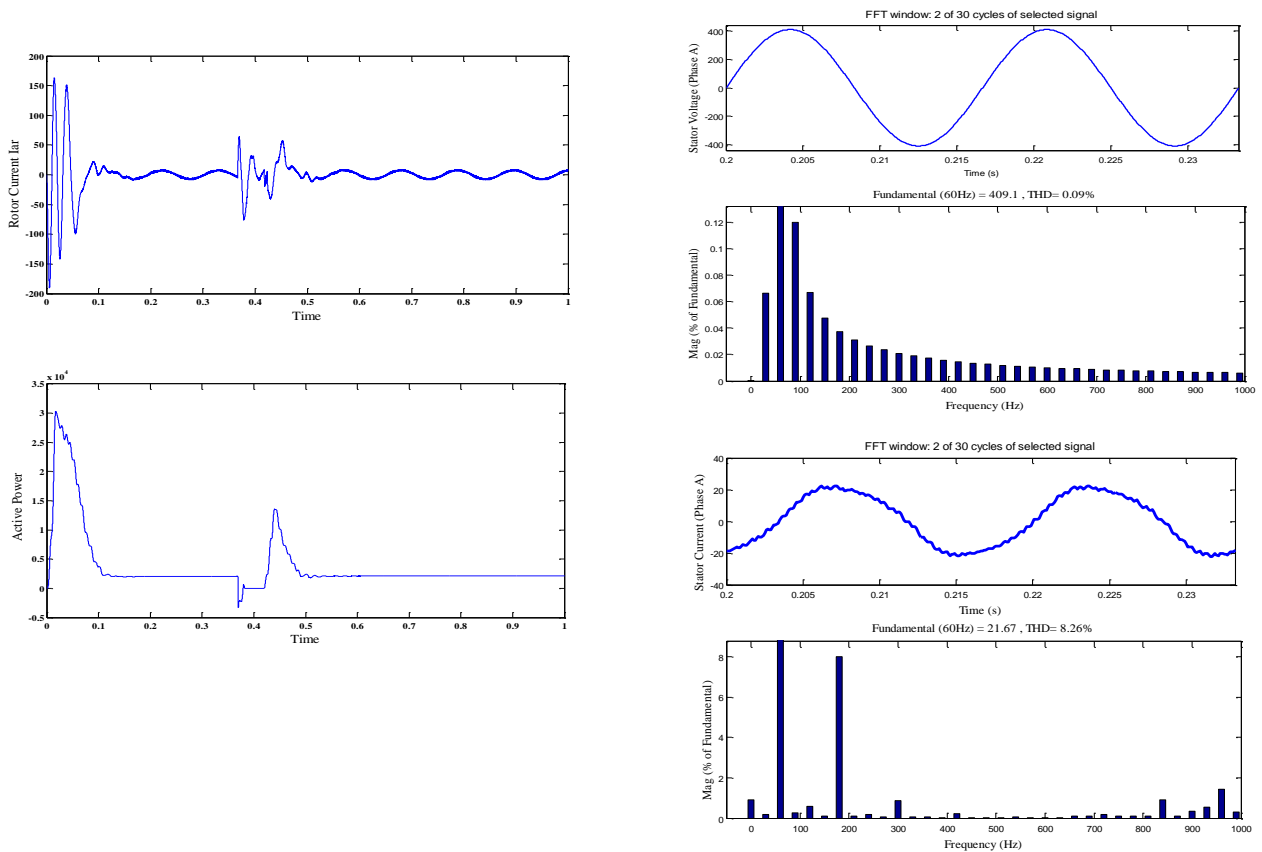 200
150
100
50
0
-50
-100
-150
-200
0 0.1 0.2 0.3 0.4 0.5 0.6 0.7 0.8 0.9 1
Time
Rotor Current Iar
x 10⁴
3.5
3
2.5
2
1.5
1
0.5
0
-0.5
0 0.1 0.2 0.3 0.4 0.5 0.6 0.7 0.8 0.9 1
Time
Active Power
FFT window: 2 of 30 cycles of selected signal
400
200
0
-200
-400
0.2 0.205 0.21 0.215 0.22 0.225 0.23
Time (s)
Stator Voltage (Phase A)
Fundamental (60Hz) = 409.1 , THD= 0.09%
0.12
0.1
0.08
0.06
0.04
0.02
0
0 100 200 300 400 500 600 700 800 900 1000
Frequency (Hz)
Mag (% of Fundamental)
FFT window: 2 of 30 cycles of selected signal
40
20
0
-20
-40
0.2 0.205 0.21 0.215 0.22 0.225 0.23
Time (s)
Stator Current (Phase A)
Fundamental (60Hz) = 21.67 , THD= 8.26%
8
6
4
2
0
0 100 200 300 400 500 600 700 800 900 1000
Frequency (Hz)
Mag (% of Fundamental)